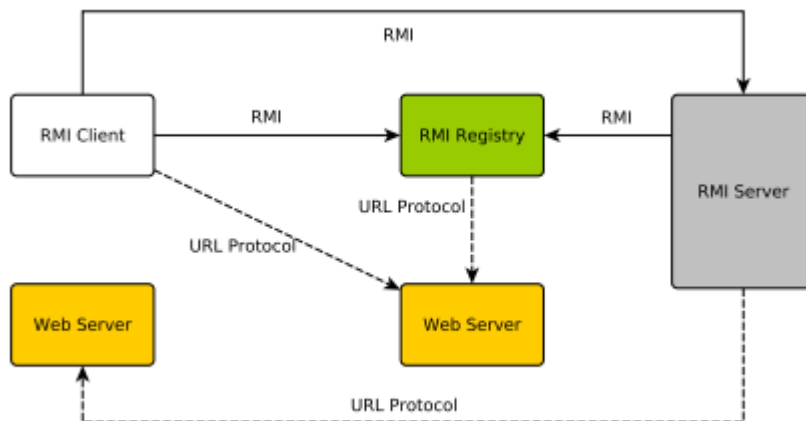 RMI
RMI Client
RMI
RMI Registry
RMI
RMI Server
URL Protocol
URL Protocol
Web Server
Web Server
URL Protocol